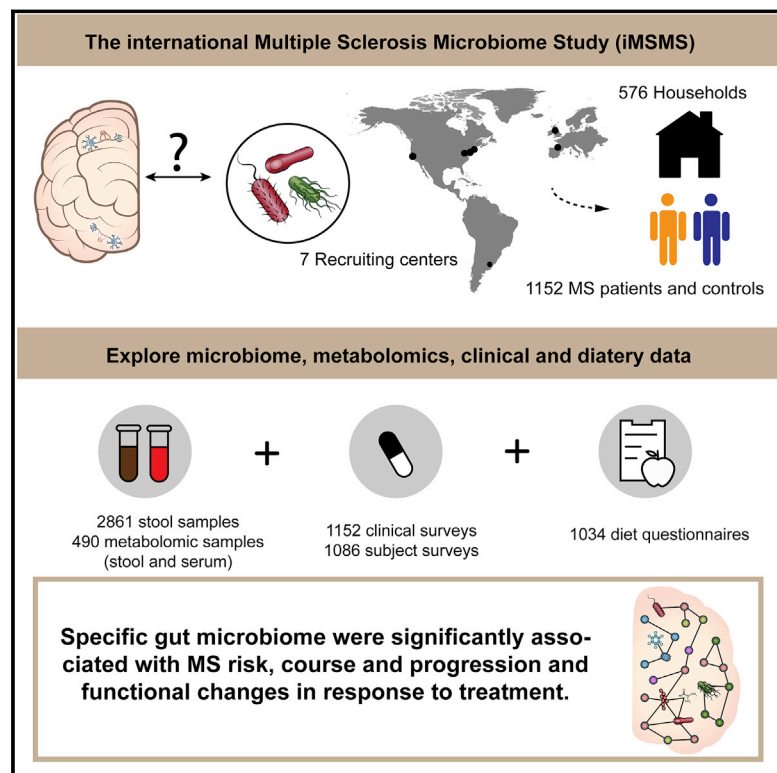 The international Multiple Sclerosis Microbiome Study (iMSMS)
?
576 Households
7 Recruiting centers
1152 MS patients and controls
Explore microbiome, metabolomics, clinical and diatery data
+
+
2861 stool samples
490 metabolomic samples
(stool and serum)
1152 clinical surveys
1086 subject surveys
1034 diet questionnaires
Specific gut microbiome were significantly asso-
ciated with MS risk, course and progression and
functional changes in response to treatment.